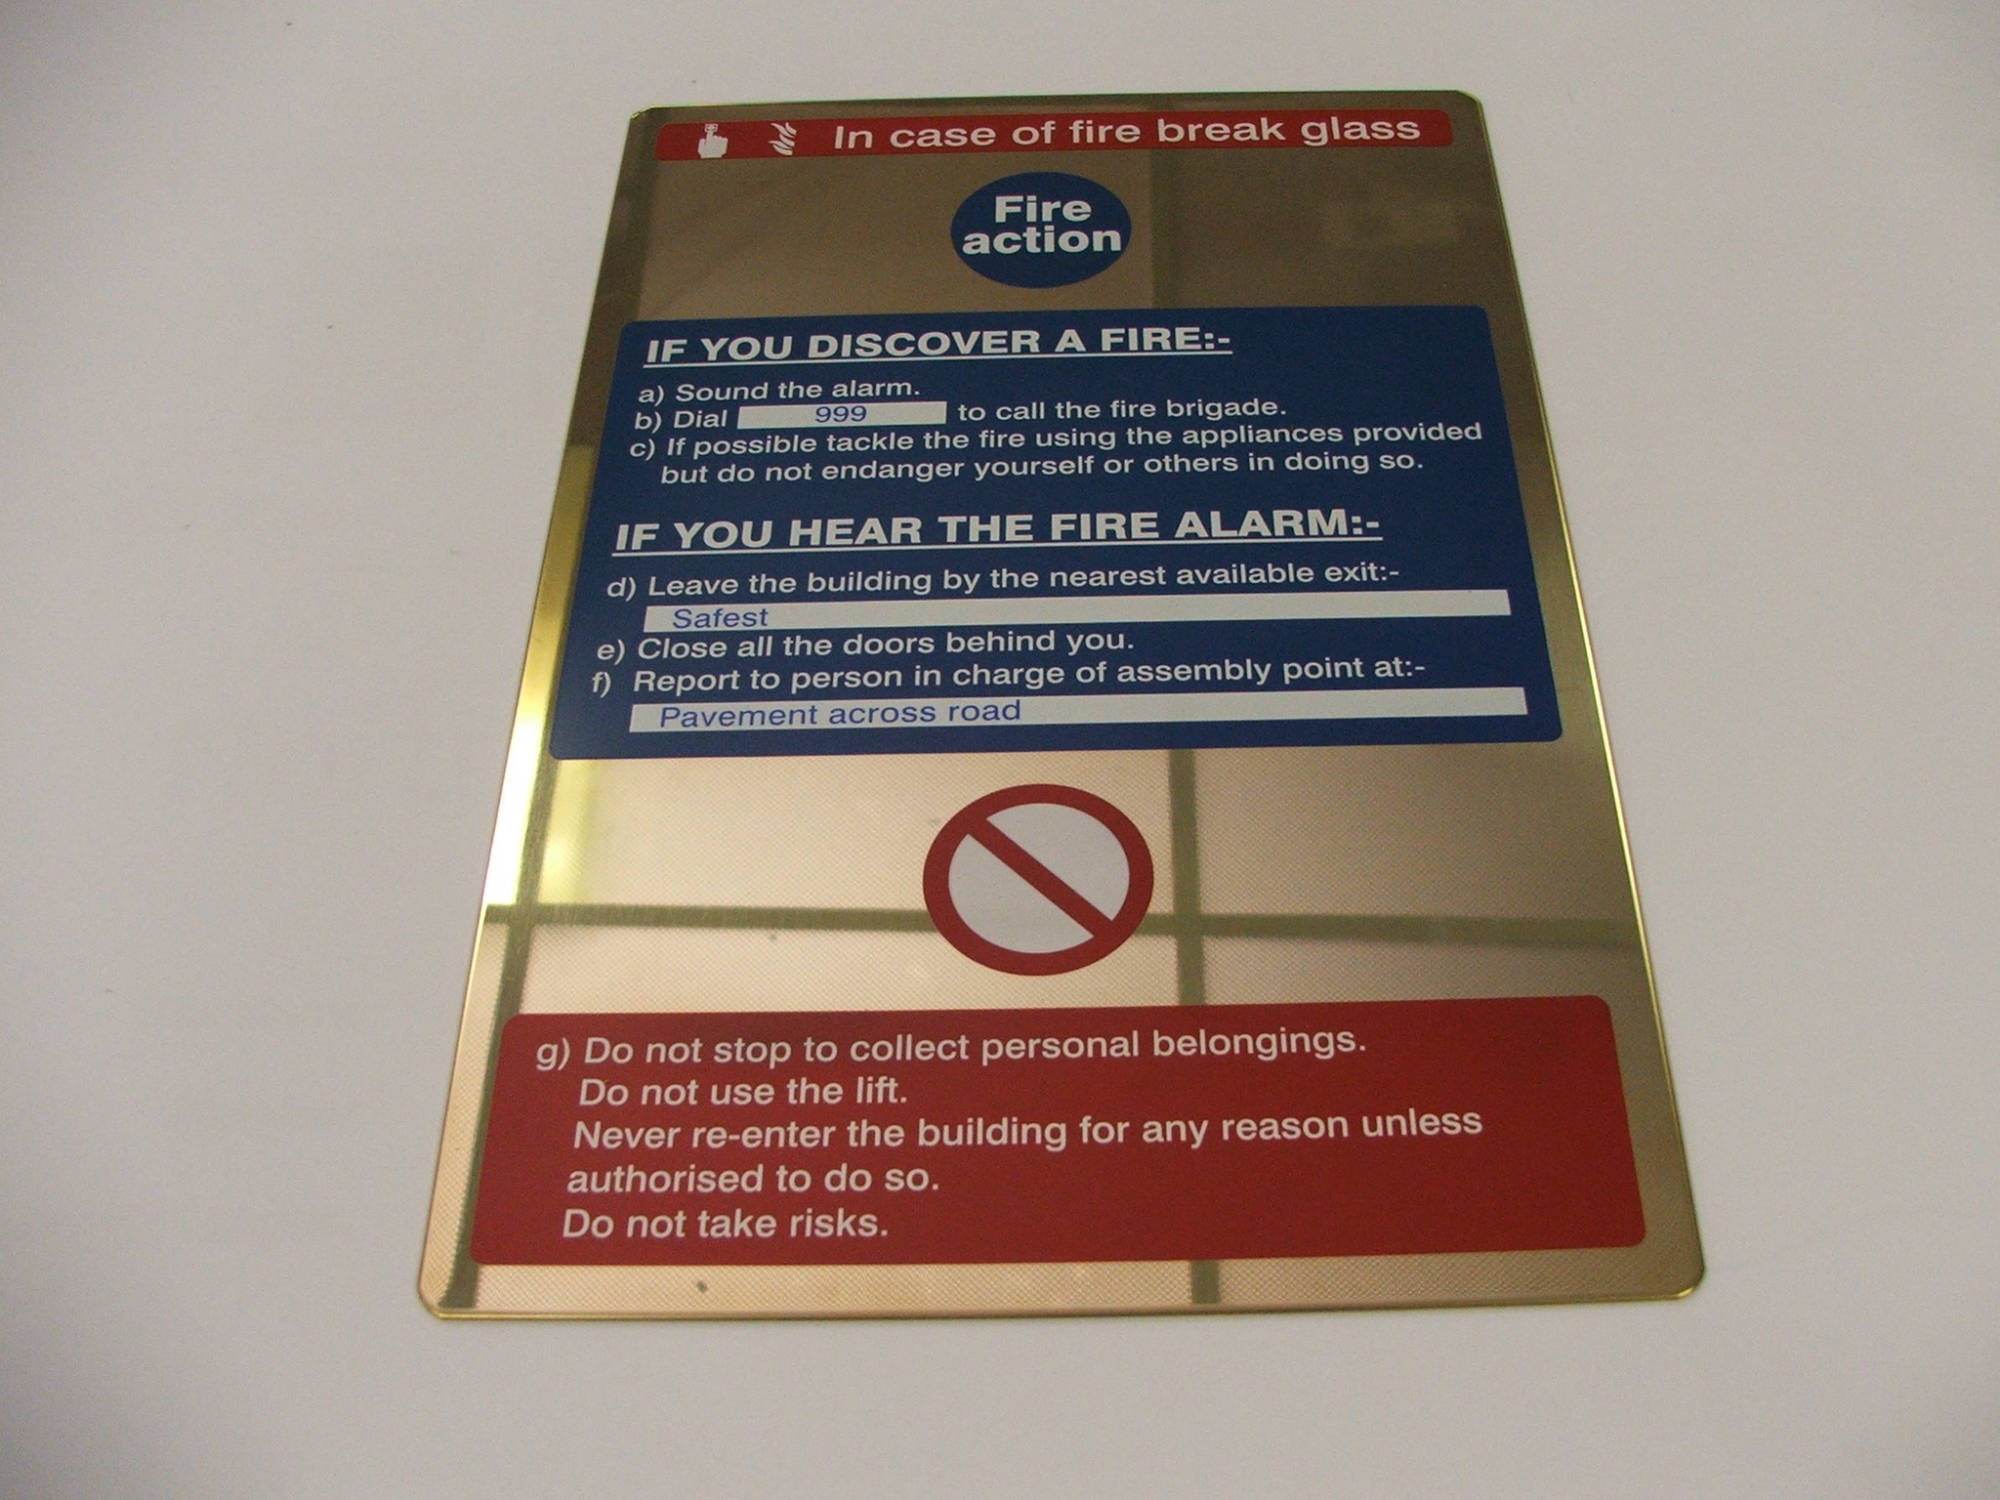 In case of fire break glass
Fire
action
IF YOU DISCOVER A FIRE:-
a) Sound the alarm.
b) Dial 999 to call the fire brigade.
c) If possible tackle the fire using the appliances provided
but do not endanger yourself or others in doing so.
IF YOU HEAR THE FIRE ALARM:-
d) Leave the building by the nearest available exit:-
Safest
e) Close all the doors behind you.
f) Report to person in charge of assembly point at:-
Pavement across road
g) Do not stop to collect personal belongings.
Do not use the lift.
Never re-enter the building for any reason unless
authorised to do so.
Do not take risks.